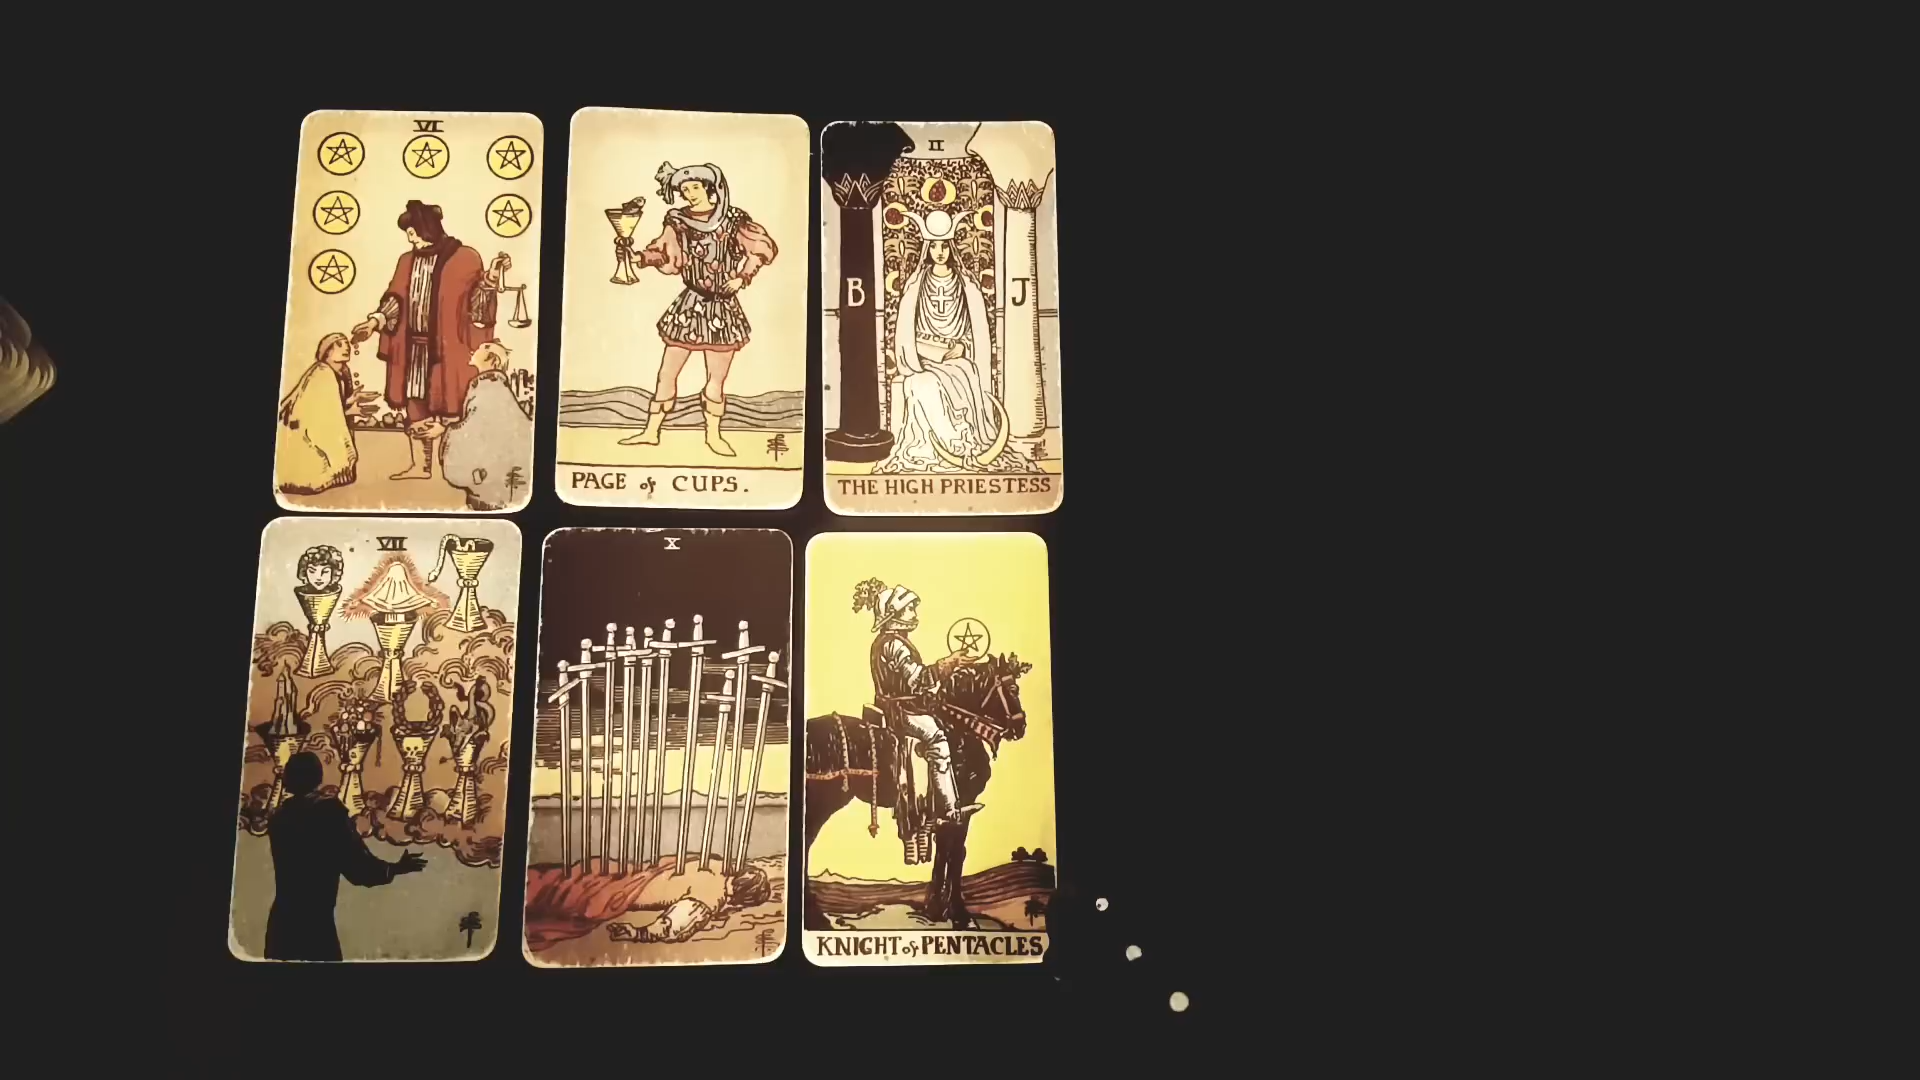 VI
PAGE of CUPS.
II
B J
THE HIGH PRIESTESS
VII
X
KNIGHT of PENTACLES